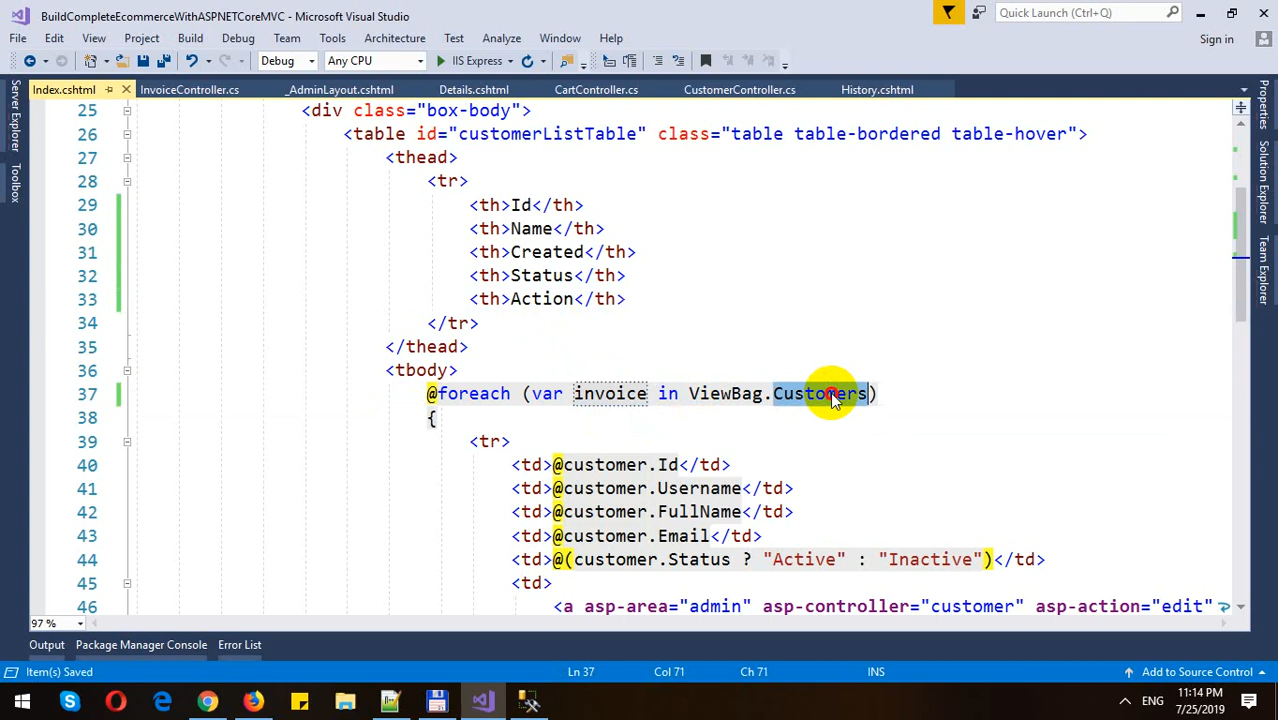 BuildCompleteEcommerceWithASPNETCoreMVC - Microsoft Visual Studio
Quick Launch (Ctrl+Q)
File Edit View Project Build Debug Team Tools Architecture Test Analyze Window Help
Sign in
Debug Any CPU IIS Express
Index.cshtml InvoiceController.cs _AdminLayout.cshtml Details.cshtml CartController.cs CustomerController.cs History.cshtml
Server Explorer
Toolbox
Properties
Solution Explorer
Team Explorer
25 <div class="box-body">
26 <table id="customerListTable" class="table table-bordered table-hover">
27 <thead>
28 <tr>
29 <th>Id</th>
30 <th>Name</th>
31 <th>Created</th>
32 <th>Status</th>
33 <th>Action</th>
34 </tr>
35 </thead>
36 <tbody>
37 @foreach (var invoice in ViewBag.Customers)
38 {
39 <tr>
40 <td>@customer.Id</td>
41 <td>@customer.Username</td>
42 <td>@customer.FullName</td>
43 <td>@customer.Email</td>
44 <td>@(customer.Status ? "Active" : "Inactive")</td>
45 <td>
46 <a asp-area="admin" asp-controller="customer" asp-action="edit"
97 %
Output Package Manager Console Error List
Item(s) Saved Ln 37 Col 71 Ch 71 INS Add to Source Control
ENG 11:14 PM
7/25/2019